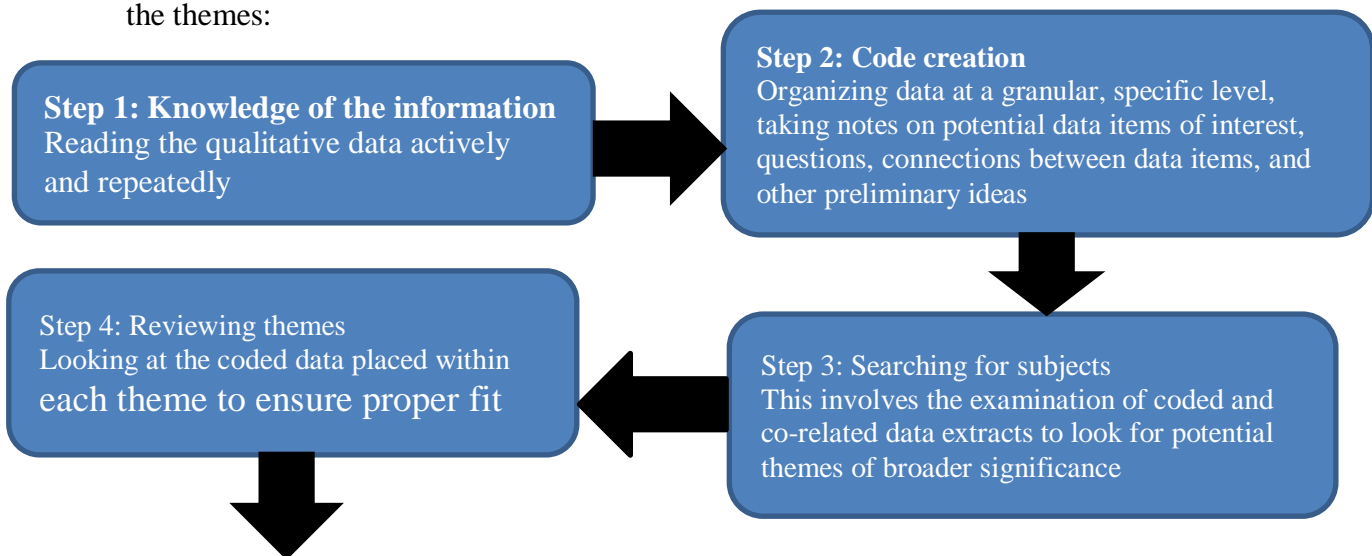 the themes:
Step 1: Knowledge of the information
Reading the qualitative data actively
and repeatedly
Step 2: Code creation
Organizing data at a granular, specific level,
taking notes on potential data items of interest,
questions, connections between data items, and
other preliminary ideas
Step 3: Searching for subjects
This involves the examination of coded and
co-related data extracts to look for potential
themes of broader significance
Step 4: Reviewing themes
Looking at the coded data placed within
each theme to ensure proper fit